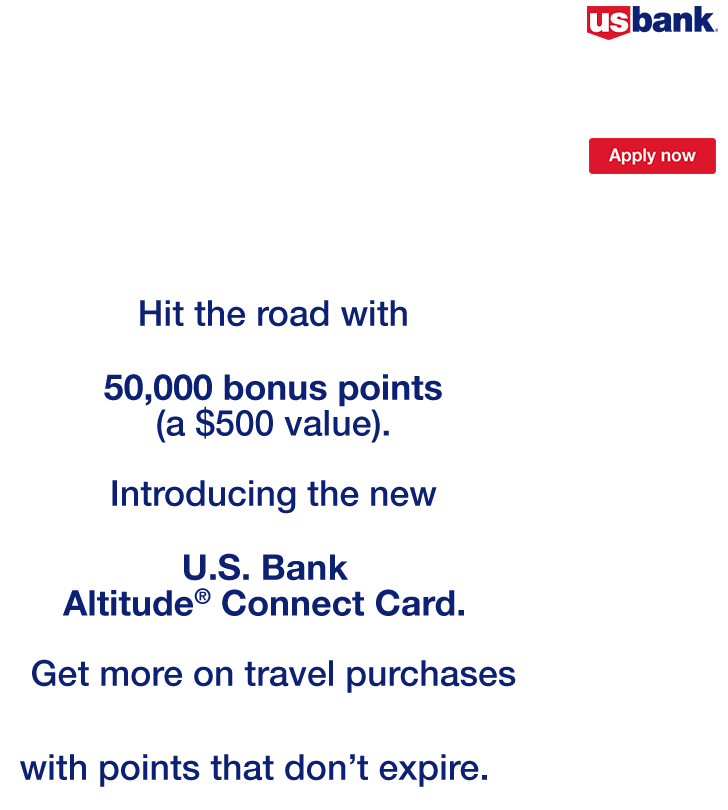 usbank
Apply now
Hit the road with
50,000 bonus points
(a $500 value).
Introducing the new
U.S. Bank
Altitude® Connect Card.
Get more on travel purchases
with points that don’t expire.